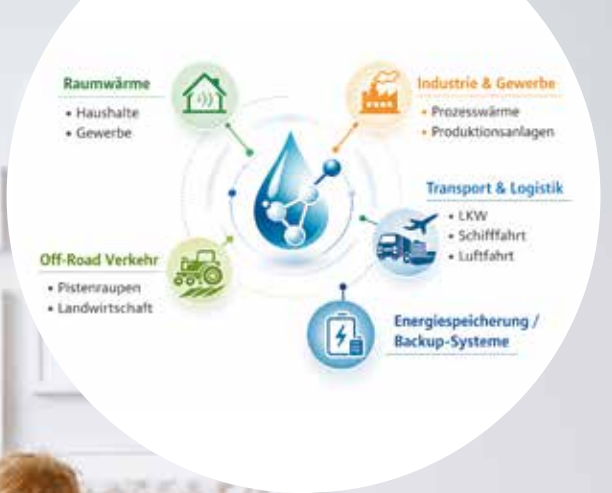 Raumwärme
• Haushalte
• Gewerbe
Industrie & Gewerbe
• Prozesswärme
• Produktionsanlagen
Transport & Logistik
• LKW
• Schifffahrt
• Luftfahrt
Off-Road Verkehr
• Pistenraupen
• Landwirtschaft
Energiespeicherung /
Backup-Systeme